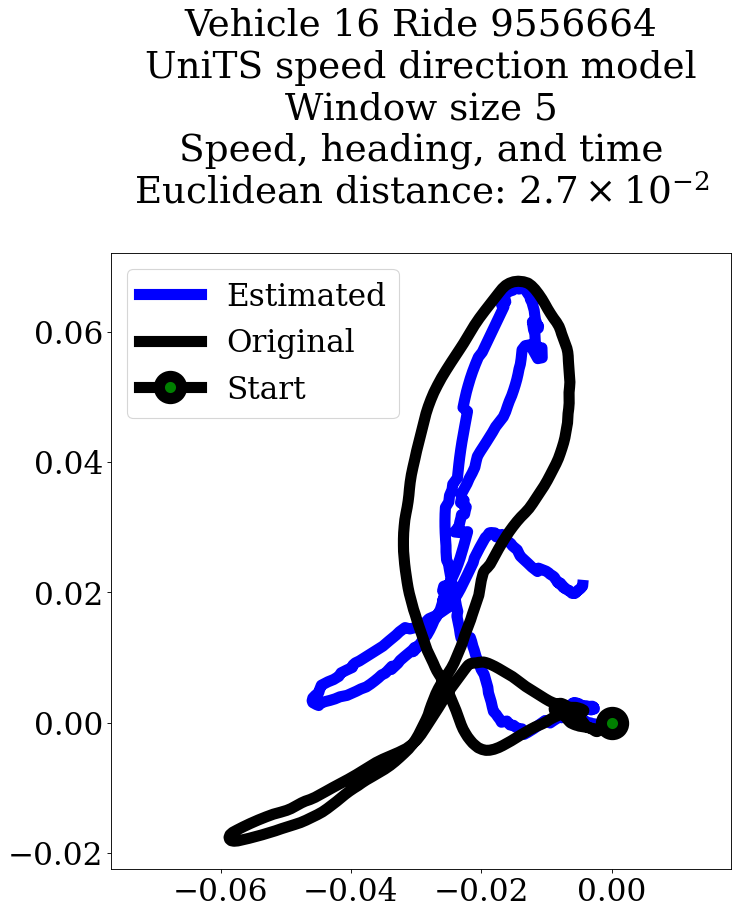 Vehicle 16 Ride 9556664
UniTS speed direction model
Window size 5
Speed, heading, and time
Euclidean distance: 2.7 × 10⁻²
Estimated
Original
Start
0.06
0.04
0.02
0.00
−0.02
−0.06 −0.04 −0.02 0.00